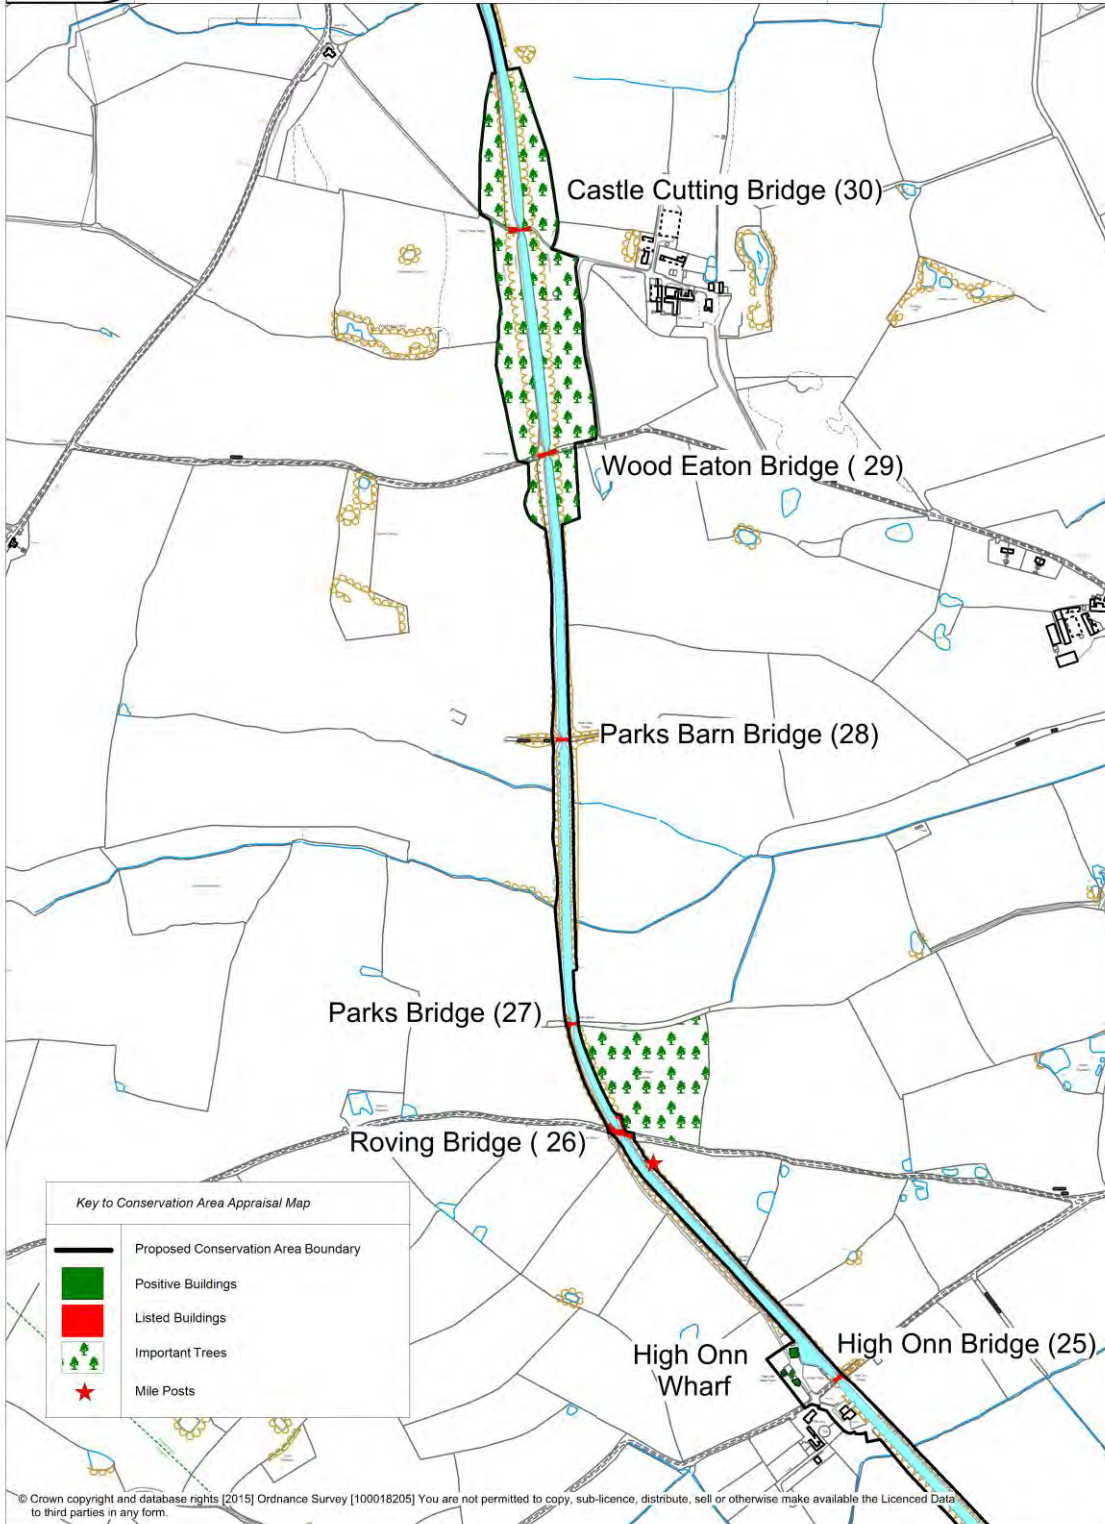 Castle Cutting Bridge (30)
Wood Eaton Bridge ( 29)
Parks Barn Bridge (28)
Parks Bridge (27)
Roving Bridge ( 26)
High Onn Bridge (25)
High Onn
Wharf
Key to Conservation Area Appraisal Map
Proposed Conservation Area Boundary
Positive Buildings
Listed Buildings
Important Trees
Mile Posts
© Crown copyright and database rights [2015] Ordnance Survey [100018205] You are not permitted to copy, sub-licence, distribute, sell or otherwise make available the Licenced Data
to third parties in any form.